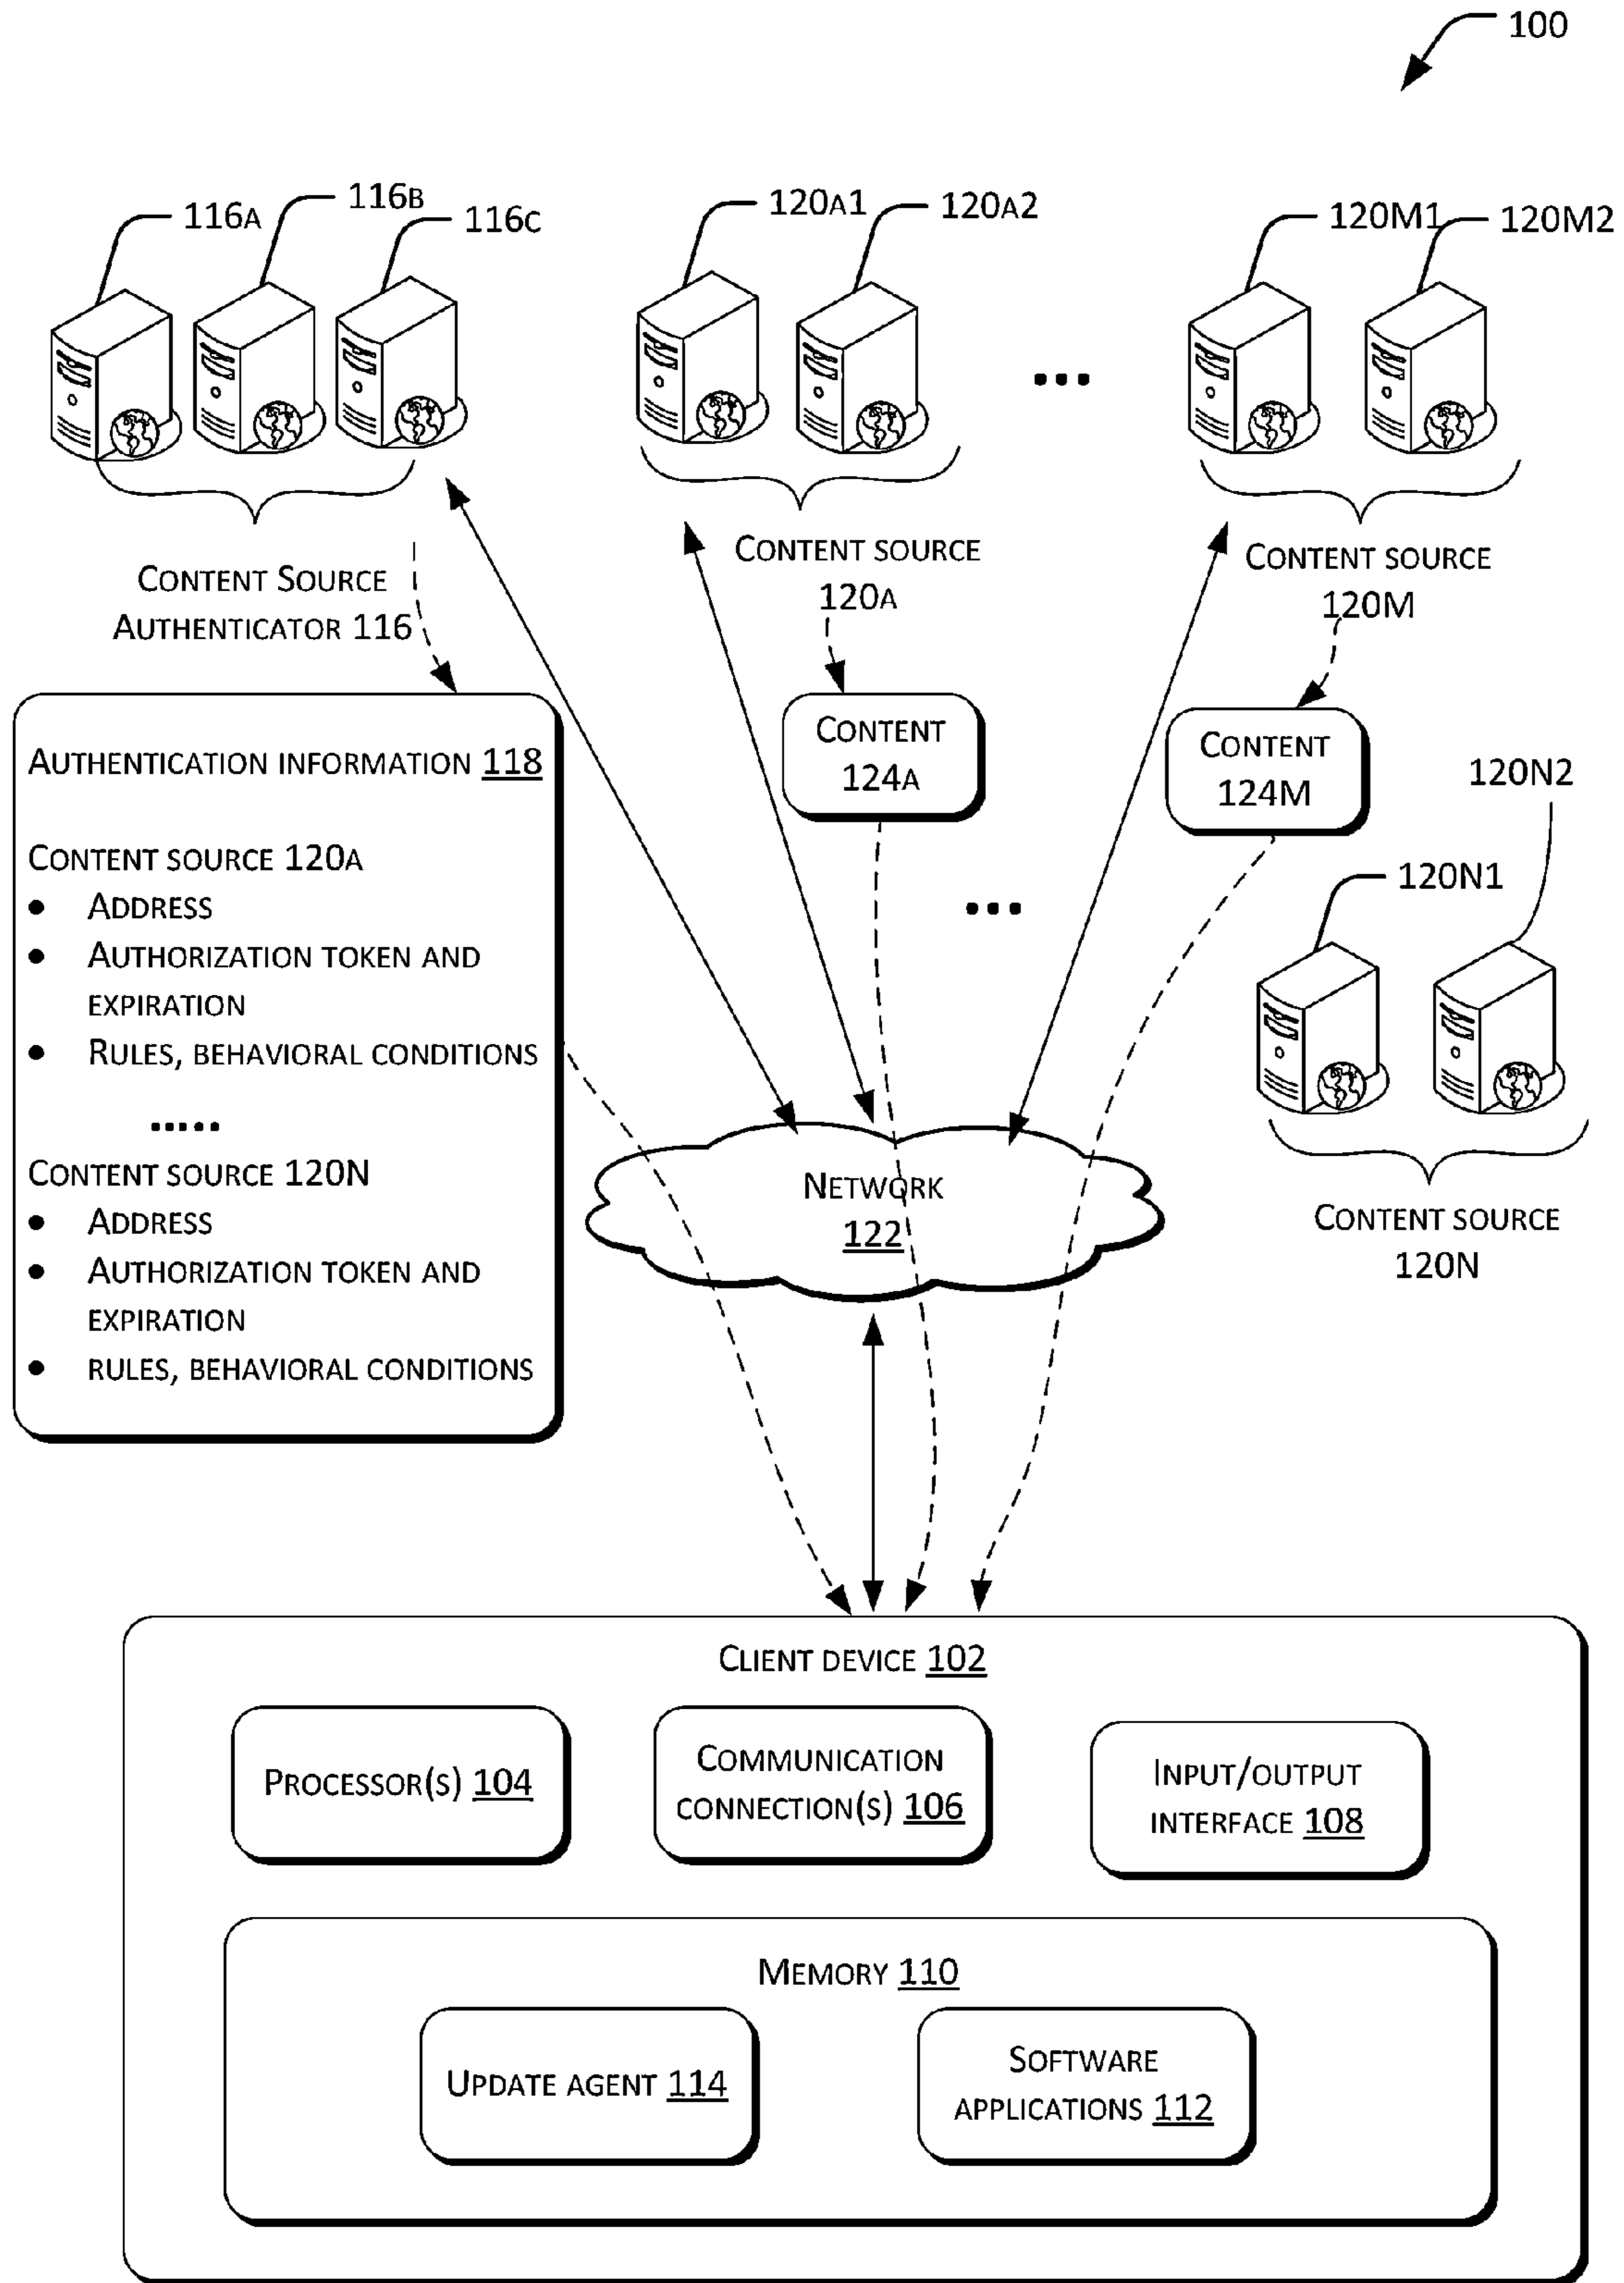 100
116A
116B
116C
120A1
120A2
120M1
120M2
...
CONTENT SOURCE
AUTHENTICATOR 116
CONTENT SOURCE
120A
CONTENT SOURCE
120M
AUTHENTICATION INFORMATION 118
CONTENT SOURCE 120A
• ADDRESS
• AUTHORIZATION TOKEN AND
EXPIRATION
• RULES, BEHAVIORAL CONDITIONS
.....
CONTENT SOURCE 120N
• ADDRESS
• AUTHORIZATION TOKEN AND
EXPIRATION
• RULES, BEHAVIORAL CONDITIONS
CONTENT
124A
CONTENT
124M
...
120N2
120N1
CONTENT SOURCE
120N
NETWORK
122
CLIENT DEVICE 102
PROCESSOR(S) 104
COMMUNICATION
CONNECTION(S) 106
INPUT/OUTPUT
INTERFACE 108
MEMORY 110
UPDATE AGENT 114
SOFTWARE
APPLICATIONS 112